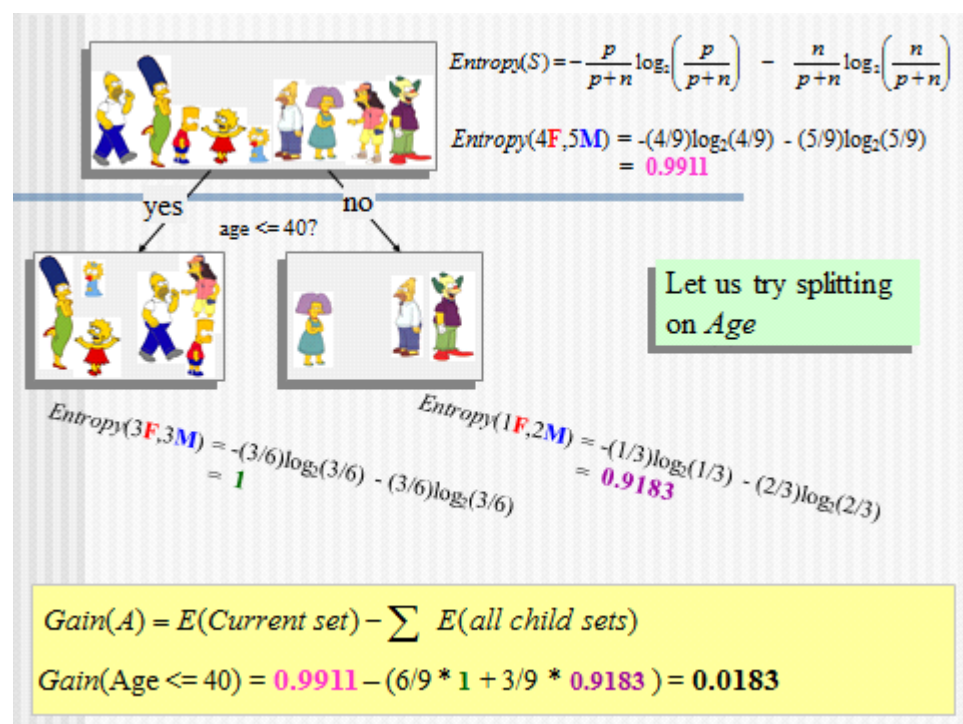 Entropy(S) = − p/(p+n) log₂(p/(p+n)) − n/(p+n) log₂(n/(p+n))
Entropy(4F,5M) = -(4/9)log₂(4/9) - (5/9)log₂(5/9)
= 0.9911
yes
no
age <= 40?
Let us try splitting
on Age
Entropy(3F,3M) = -(3/6)log₂(3/6) - (3/6)log₂(3/6)
= 1
Entropy(1F,2M) = -(1/3)log₂(1/3) - (2/3)log₂(2/3)
= 0.9183
Gain(A) = E(Current set) − ∑ E(all child sets)
Gain(Age <= 40) = 0.9911 – (6/9 * 1 + 3/9 * 0.9183 ) = 0.0183